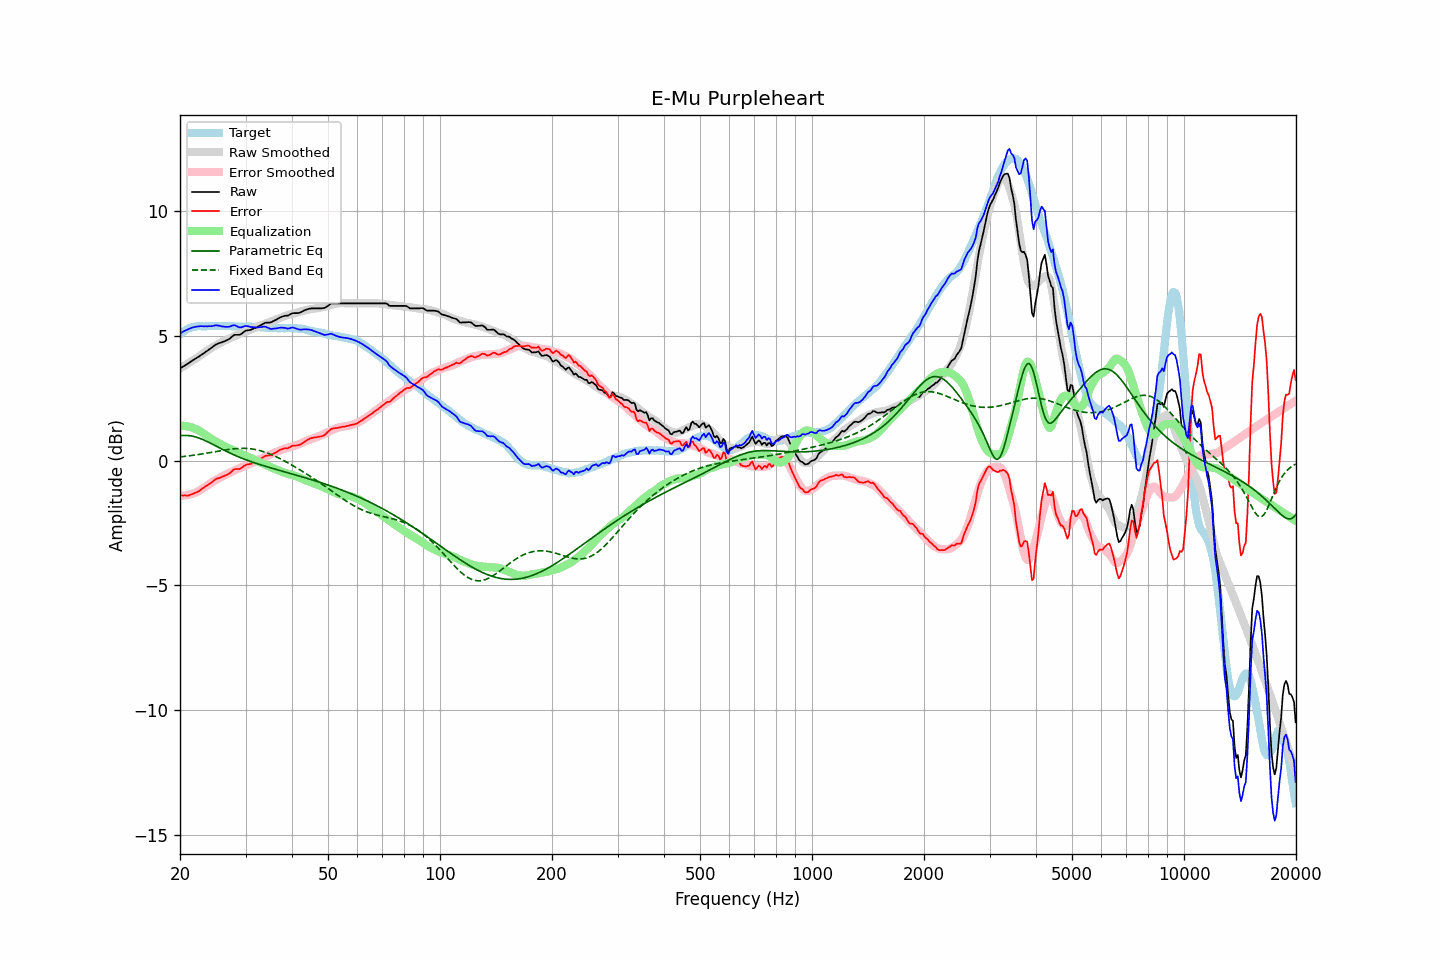 E-Mu Purpleheart
Target
Raw Smoothed
Error Smoothed
Raw
Error
Equalization
Parametric Eq
Fixed Band Eq
Equalized
Amplitude (dBr)
10
5
0
−5
−10
−15
20 50 100 200 500 1000 2000 5000 10000 20000
Frequency (Hz)